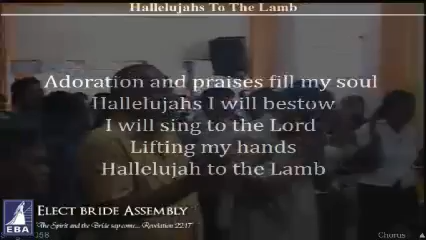 Hallelujahs To The Lamb
Adoration and praises fill my soul
Hallelujahs I will bestow
I will sing to the Lord
Lifting my hands
Hallelujah to the Lamb
ELECT BRIDE ASSEMBLY
The Spirit and the Bride say come... Revelation 22:17
EBA
Chorus